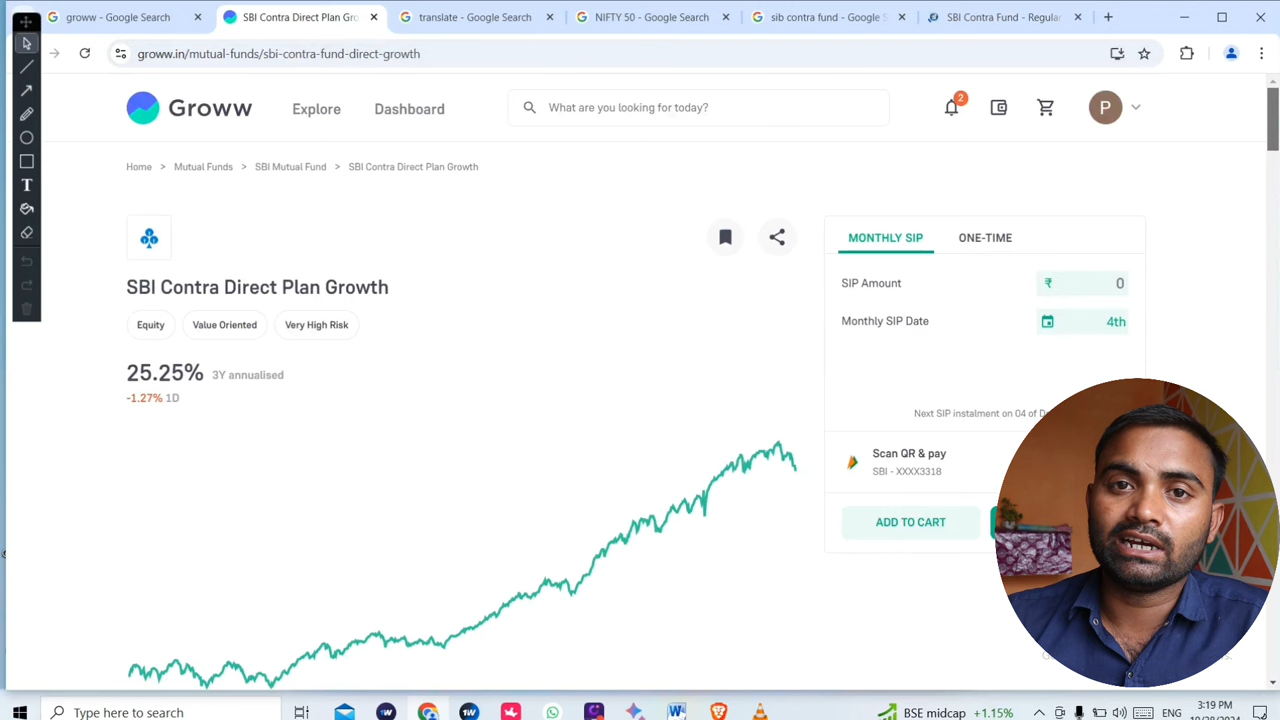 groww - Google Search
SBI Contra Direct Plan Gro
translate - Google Search
NIFTY 50 - Google Search
sib contra fund - Google S
SBI Contra Fund - Regular
groww.in/mutual-funds/sbi-contra-fund-direct-growth
Groww
Explore
Dashboard
What are you looking for today?
2
P
Home > Mutual Funds > SBI Mutual Fund > SBI Contra Direct Plan Growth
T
MONTHLY SIP
ONE-TIME
SIP Amount
₹ 0
SBI Contra Direct Plan Growth
Monthly SIP Date
4th
Equity
Value Oriented
Very High Risk
25.25% 3Y annualised
-1.27% 1D
Next SIP instalment on 04 of D
Scan QR & pay
SBI - XXXX3318
ADD TO CART
Type here to search
BSE midcap +1.15%
ENG
3:19 PM
10/28/2024